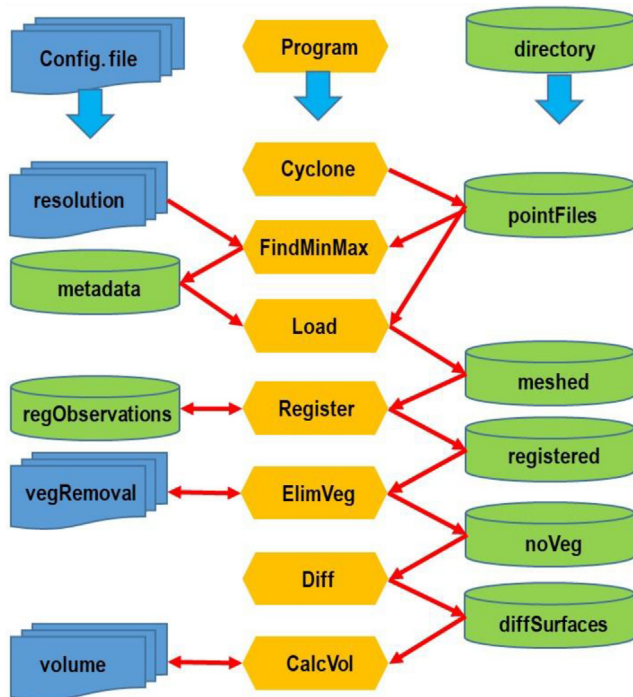 Config.file
Program
directory
Cyclone
resolution
pointFiles
FindMinMax
metadata
Load
meshed
regObservations
Register
registered
vegRemoval
ElimVeg
noVeg
Diff
diffSurfaces
volume
CalcVol